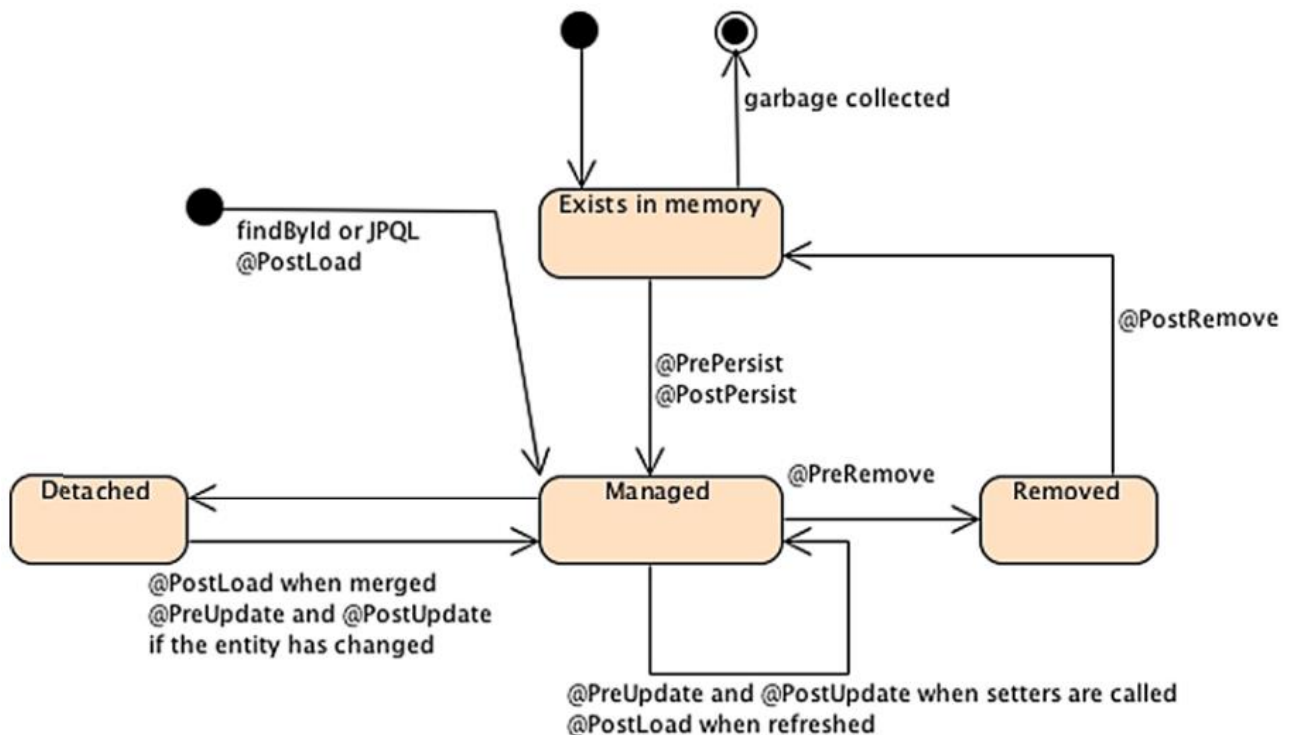 garbage collected
Exists in memory
findById or JPQL
@PostLoad
@PostRemove
@PrePersist
@PostPersist
@PreRemove
Detached
Managed
Removed
@PostLoad when merged
@PreUpdate and @PostUpdate
if the entity has changed
@PreUpdate and @PostUpdate when setters are called
@PostLoad when refreshed